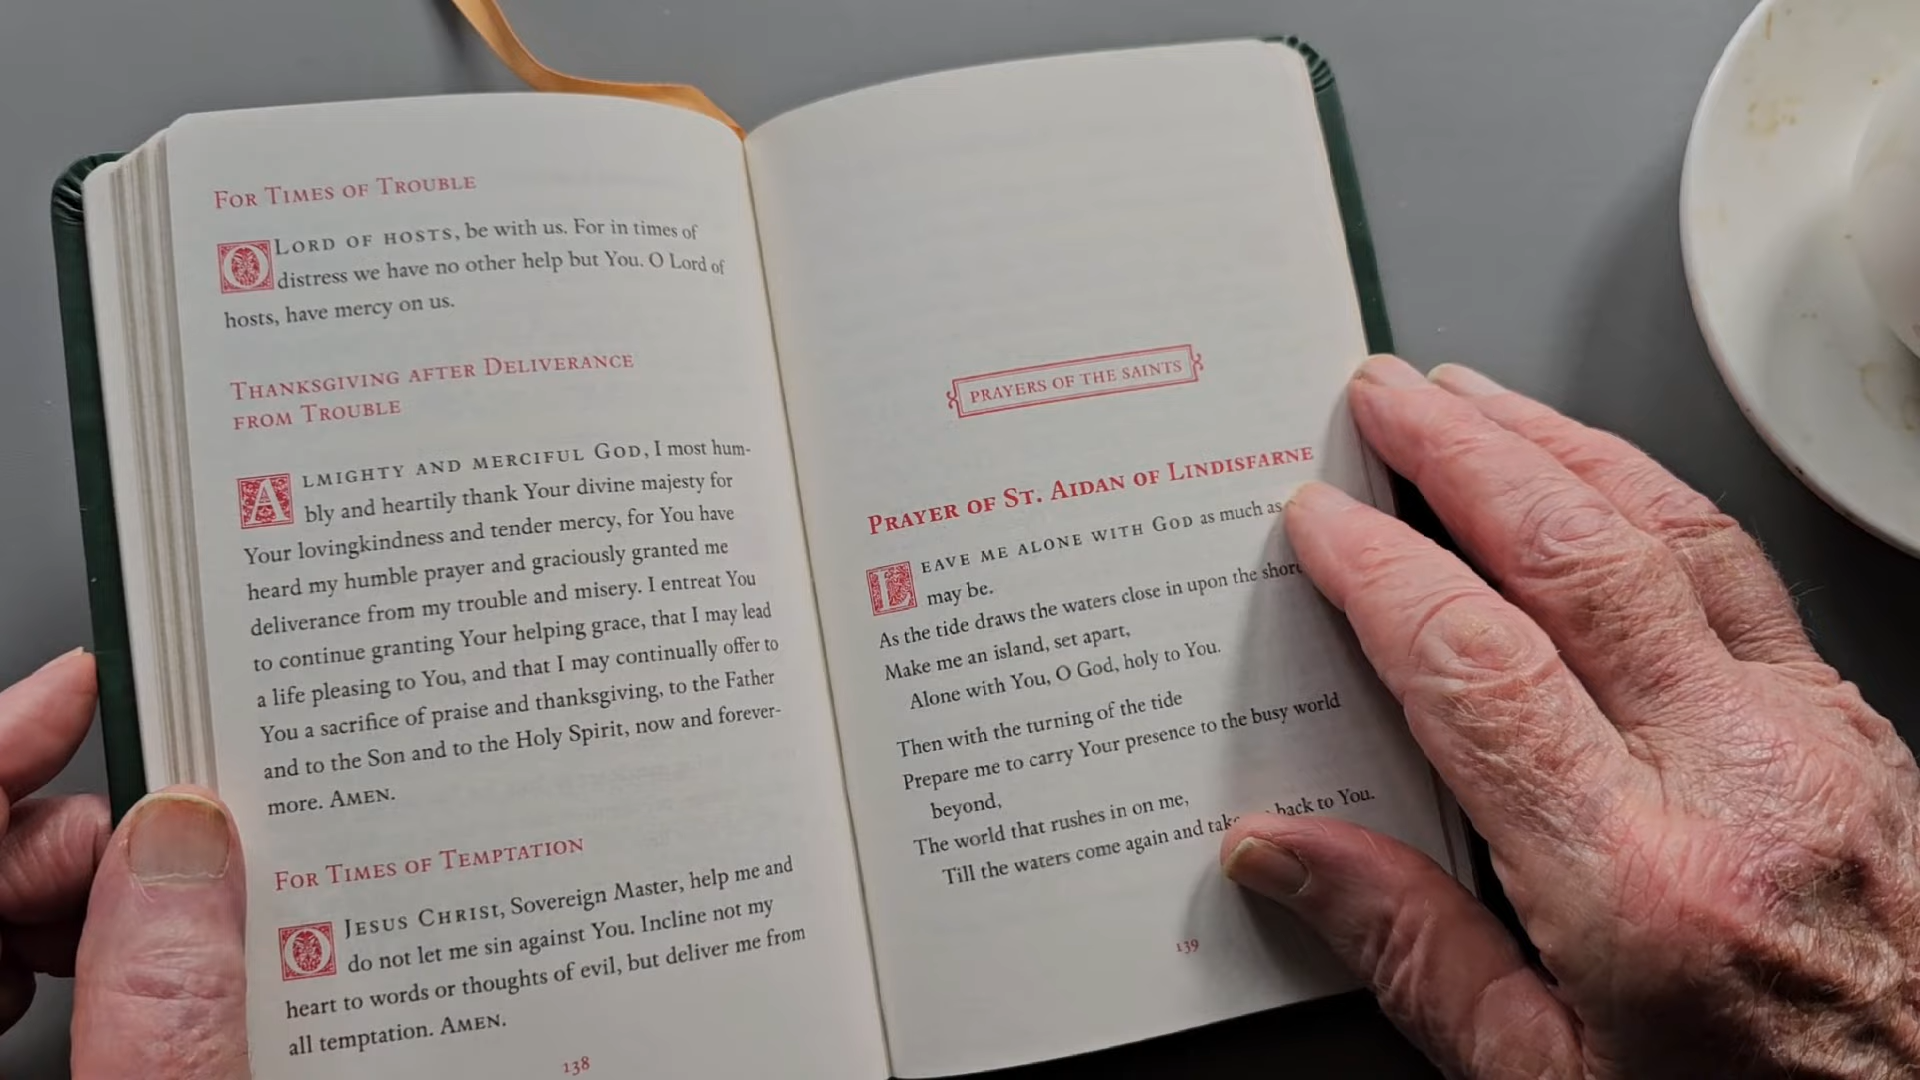 FOR TIMES OF TROUBLE
O LORD OF HOSTS, be with us. For in times of
distress we have no other help but You. O Lord of
hosts, have mercy on us.
THANKSGIVING AFTER DELIVERANCE
FROM TROUBLE
ALMIGHTY AND MERCIFUL GOD, I most hum-
bly and heartily thank Your divine majesty for
Your lovingkindness and tender mercy, for You have
heard my humble prayer and graciously granted me
deliverance from my trouble and misery. I entreat You
to continue granting Your helping grace, that I may lead
a life pleasing to You, and that I may continually offer to
You a sacrifice of praise and thanksgiving, to the Father
and to the Son and to the Holy Spirit, now and forever-
more. AMEN.
FOR TIMES OF TEMPTATION
O JESUS CHRIST, Sovereign Master, help me and
do not let me sin against You. Incline not my
heart to words or thoughts of evil, but deliver me from
all temptation. AMEN.
138
PRAYERS OF THE SAINTS
PRAYER OF ST. AIDAN OF LINDISFARNE
LEAVE ME ALONE WITH GOD as much as
may be.
As the tide draws the waters close in upon the shore
Make me an island, set apart,
Alone with You, O God, holy to You.
Then with the turning of the tide
Prepare me to carry Your presence to the busy world
beyond,
The world that rushes in on me,
Till the waters come again and take back to You.
139